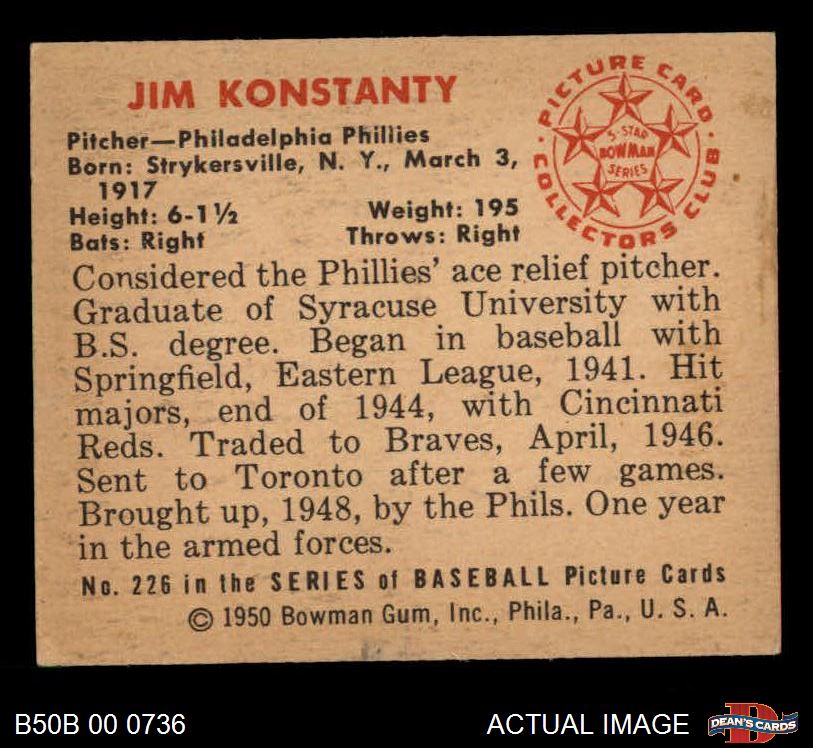 JIM KONSTANTY
Pitcher—Philadelphia Phillies
Born: Strykersville, N. Y., March 3,
1917
Height: 6-1½ Weight: 195
Bats: Right Throws: Right
PICTURE CARD
COLLECTORS CLUB
5-STAR
BOWMAN
SERIES
Considered the Phillies' ace relief pitcher.
Graduate of Syracuse University with
B.S. degree. Began in baseball with
Springfield, Eastern League, 1941. Hit
majors, end of 1944, with Cincinnati
Reds. Traded to Braves, April, 1946.
Sent to Toronto after a few games.
Brought up, 1948, by the Phils. One year
in the armed forces.
No. 226 in the SERIES of BASEBALL Picture Cards
© 1950 Bowman Gum, Inc., Phila., Pa., U. S. A.
B50B 00 0736 ACTUAL IMAGE
DEAN'S CARDS